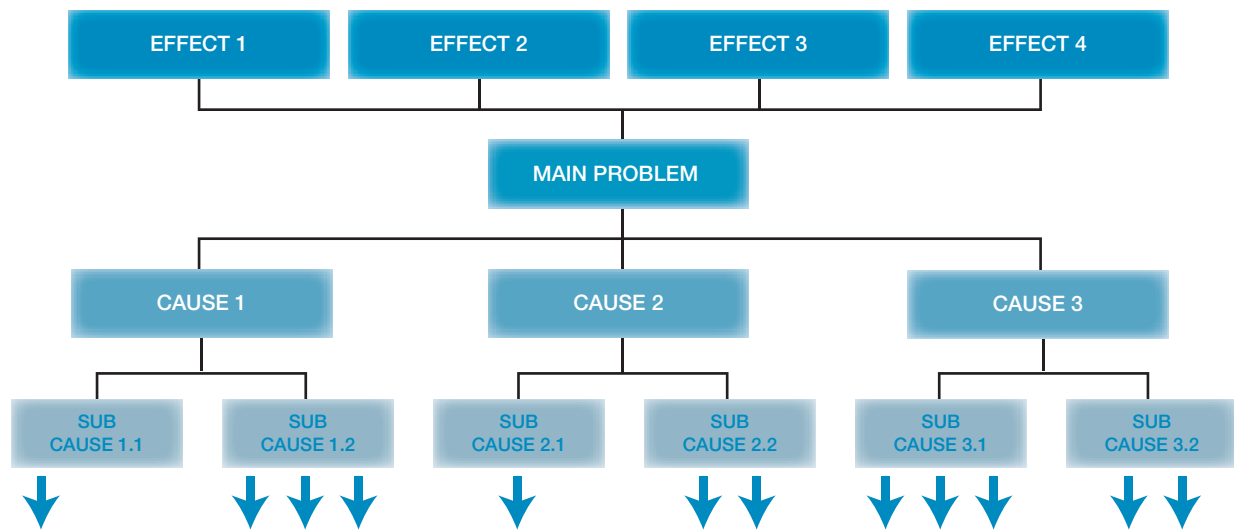 EFFECT 1
EFFECT 2
EFFECT 3
EFFECT 4
MAIN PROBLEM
CAUSE 1
CAUSE 2
CAUSE 3
SUB
CAUSE 1.1
SUB
CAUSE 1.2
SUB
CAUSE 2.1
SUB
CAUSE 2.2
SUB
CAUSE 3.1
SUB
CAUSE 3.2